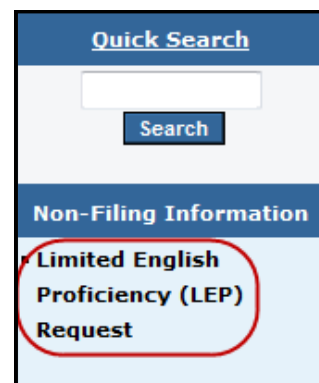 Quick Search
Search
Non-Filing Information
Limited English
Proficiency (LEP)
Request